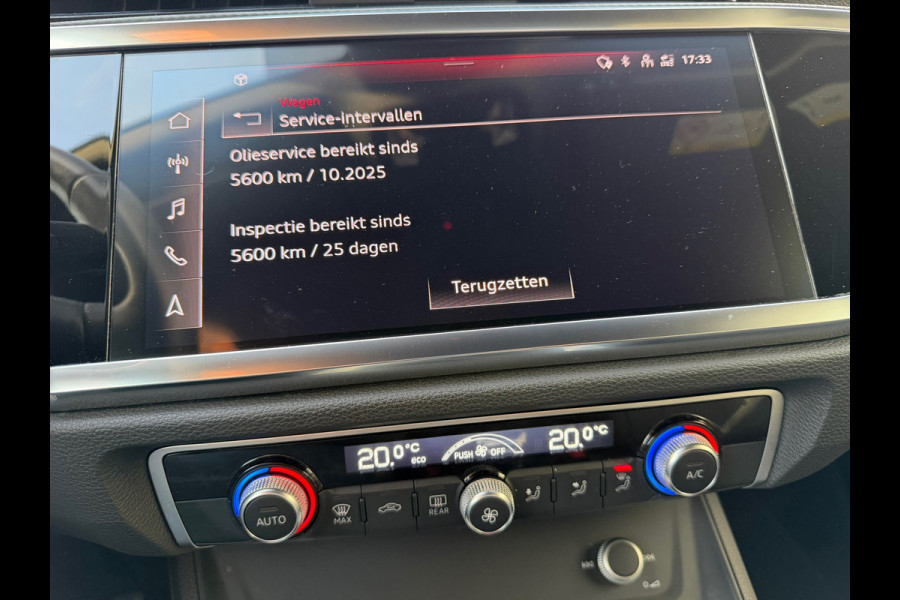 17:33
Wagen
Service-intervallen
Olieservice bereikt sinds
5600 km / 10.2025
Inspectie bereikt sinds
5600 km / 25 dagen
Terugzetten
20.0°C
eco
PUSH OFF
20.0°C
AUTO
MAX
REAR
A/C